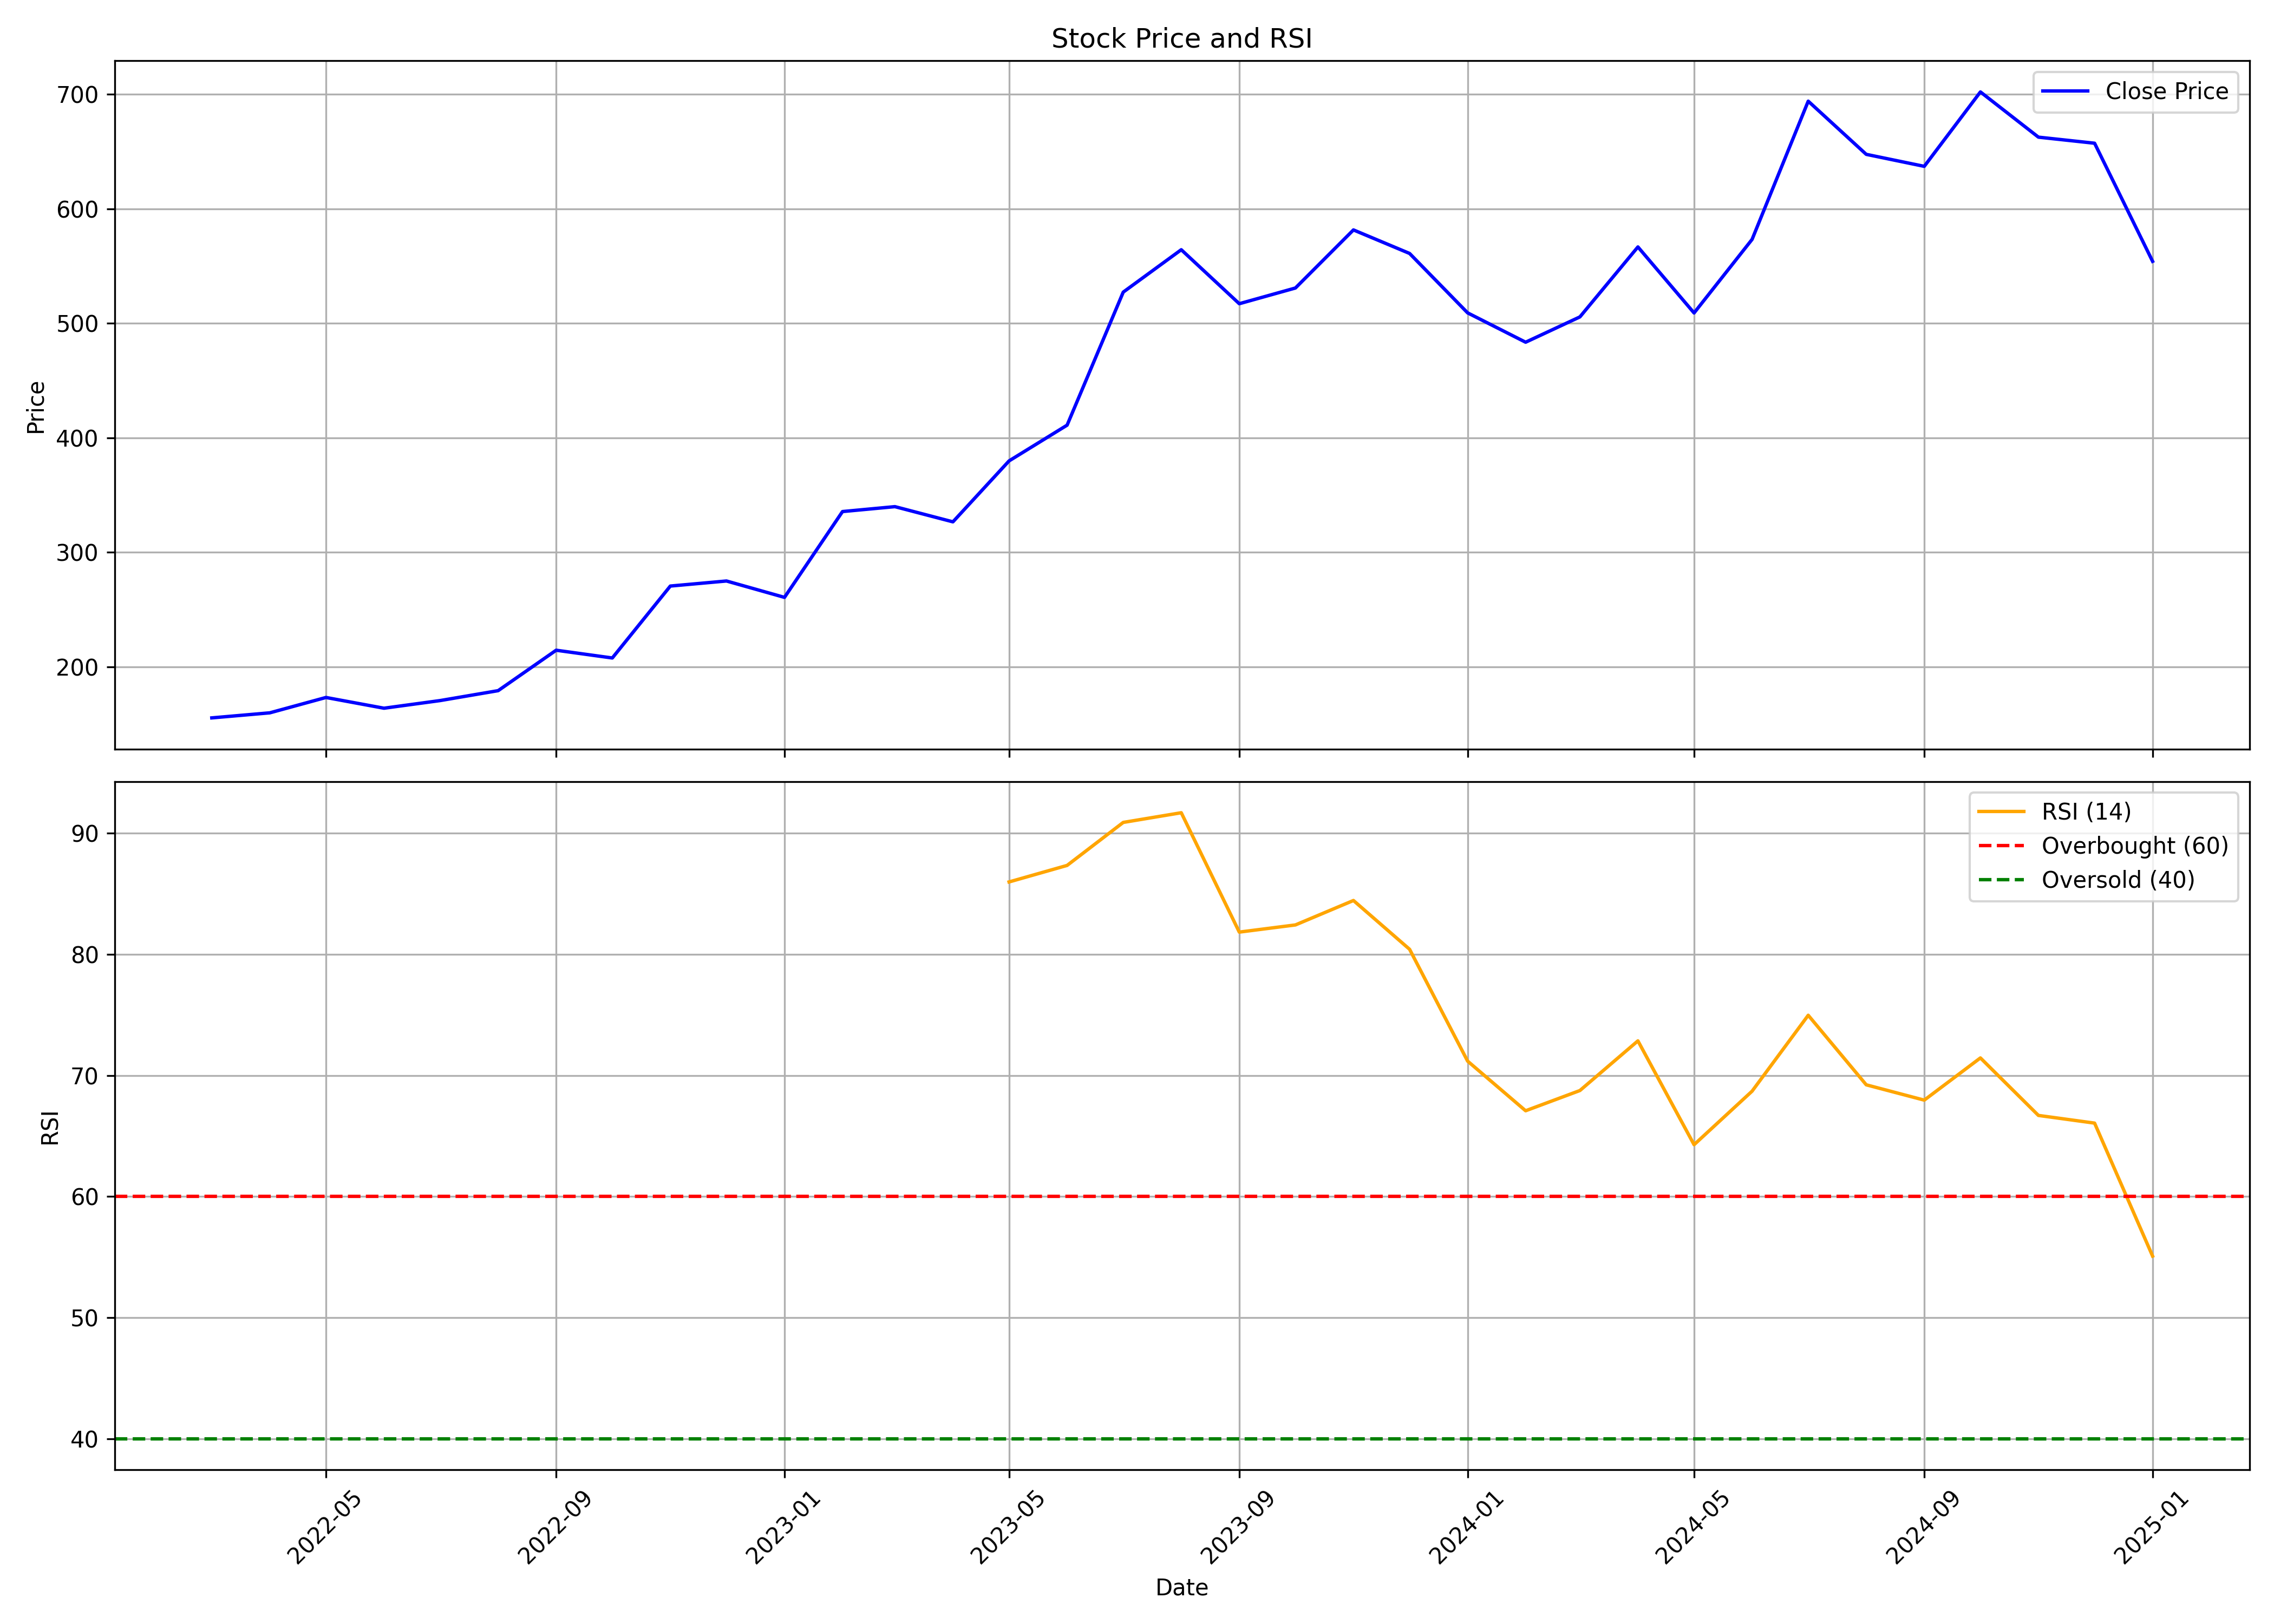 Stock Price and RSI
Close Price
700
600
500
400
300
200
Price
RSI (14)
Overbought (60)
Oversold (40)
90
80
70
60
50
40
RSI
2022-05
2022-09
2023-01
2023-05
2023-09
2024-01
2024-05
2024-09
2025-01
Date